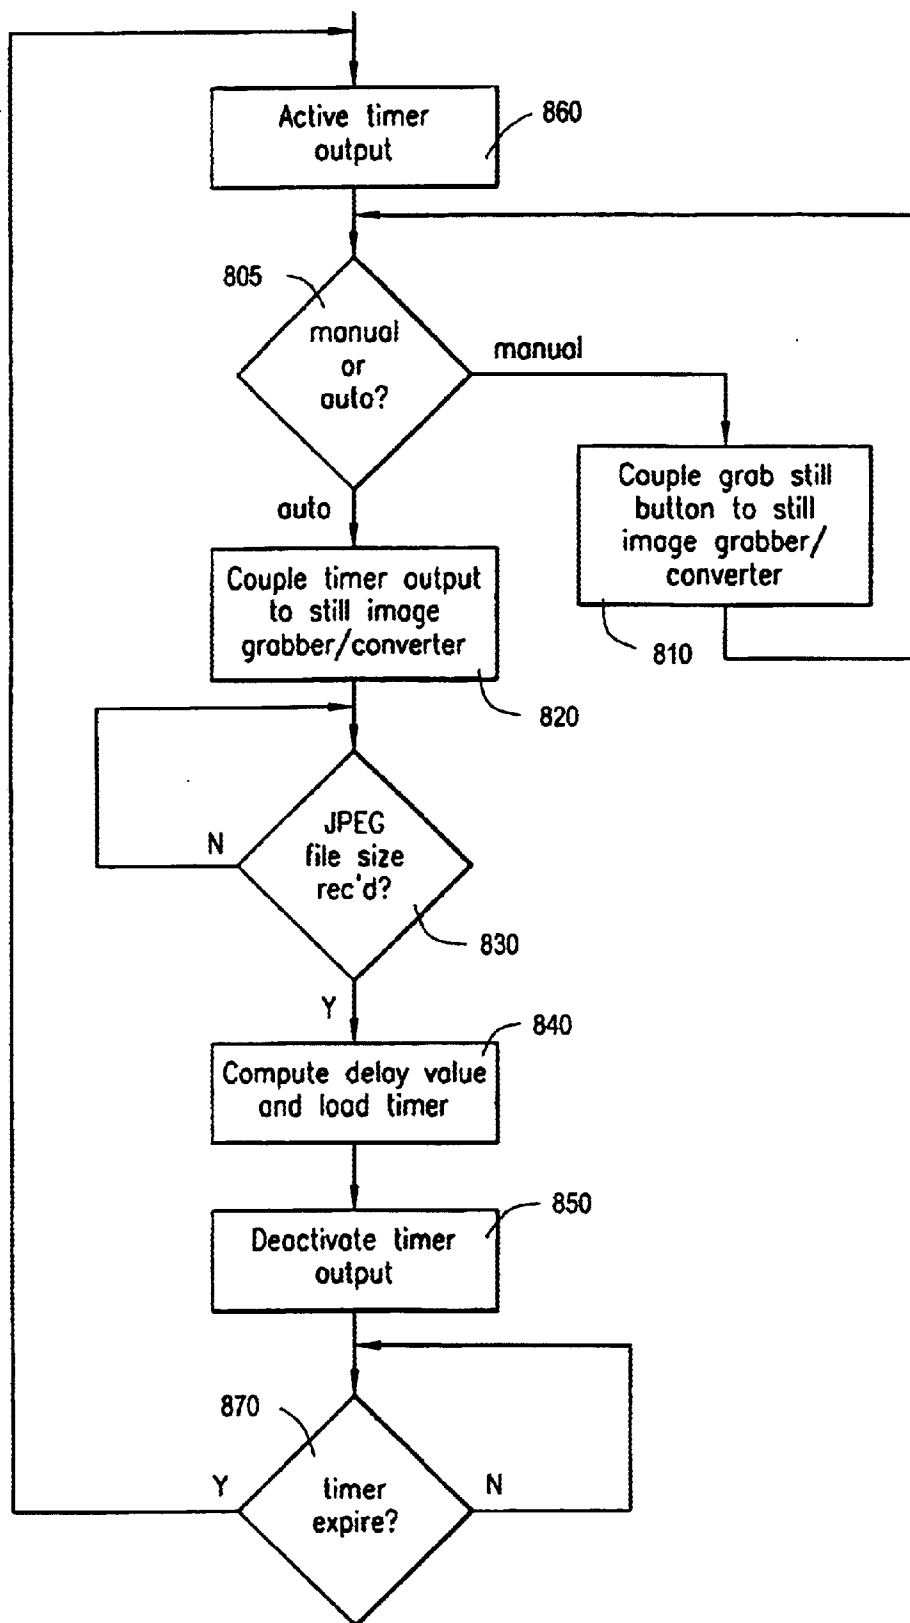 Active timer
output
860
805
manual
or
auto?
manual
auto
Couple grab still
button to still
image grabber/
converter
810
Couple timer output
to still image
grabber/converter
820
JPEG
file size
rec'd?
N
830
Y
840
Compute delay value
and load timer
850
Deactivate timer
output
870
timer
expire?
Y
N